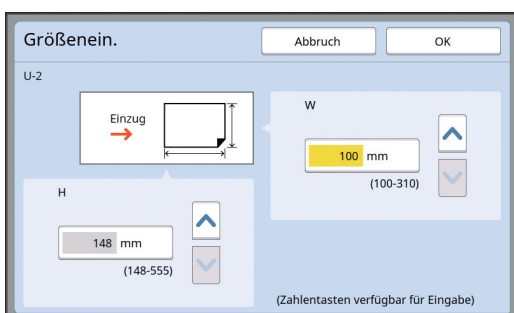 Größenein.
Abbruch
OK
U-2
Einzug
W
100 mm
(100-310)
H
148 mm
(148-555)
(Zahlentasten verfügbar für Eingabe)